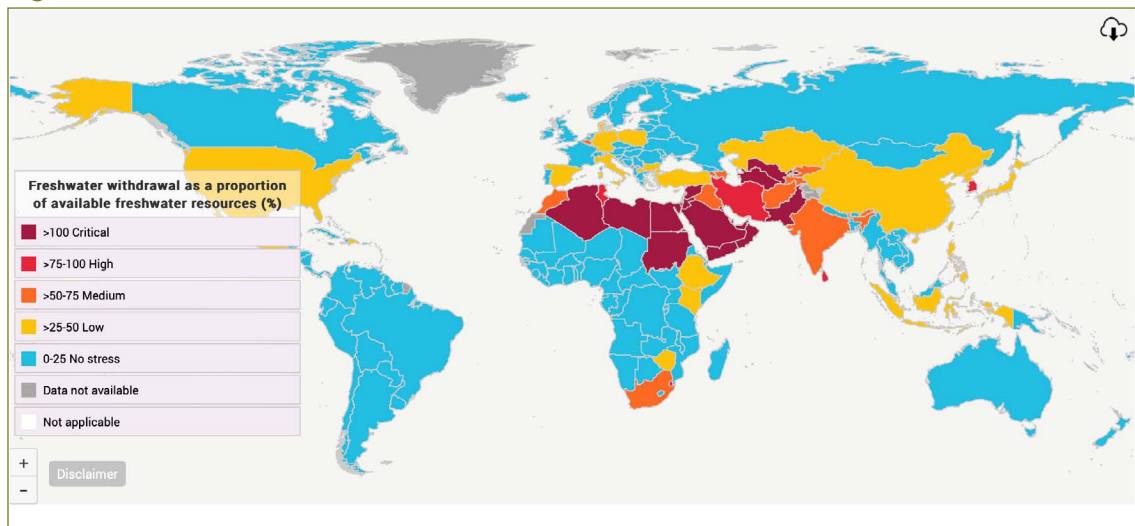 Freshwater withdrawal as a proportion
of available freshwater resources (%)
>100 Critical
>75-100 High
>50-75 Medium
>25-50 Low
0-25 No stress
Data not available
Not applicable
+
−
Disclaimer